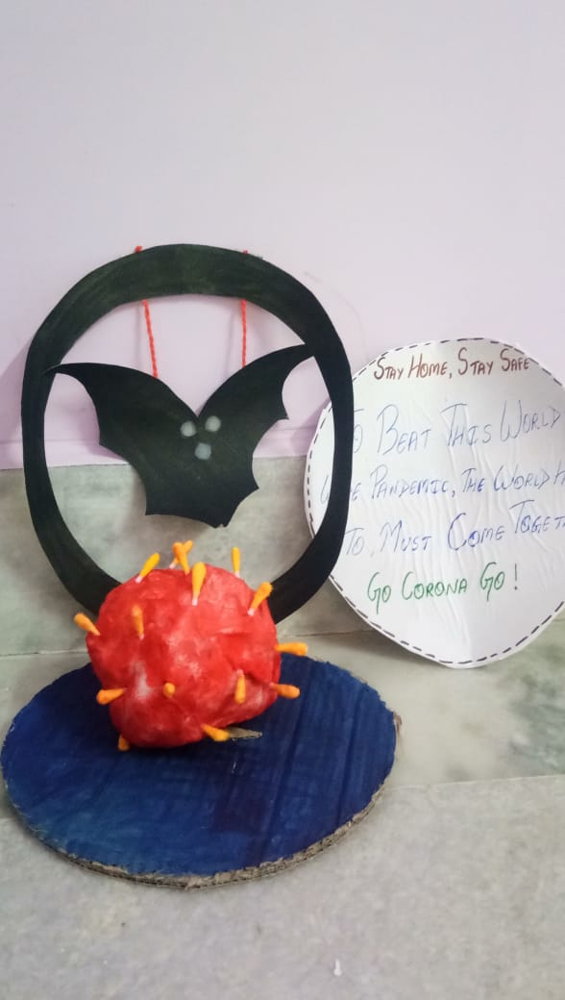 Stay Home, Stay Safe
Beat This World
Pandemic, The World
To, Must Come
Go Corona Go!